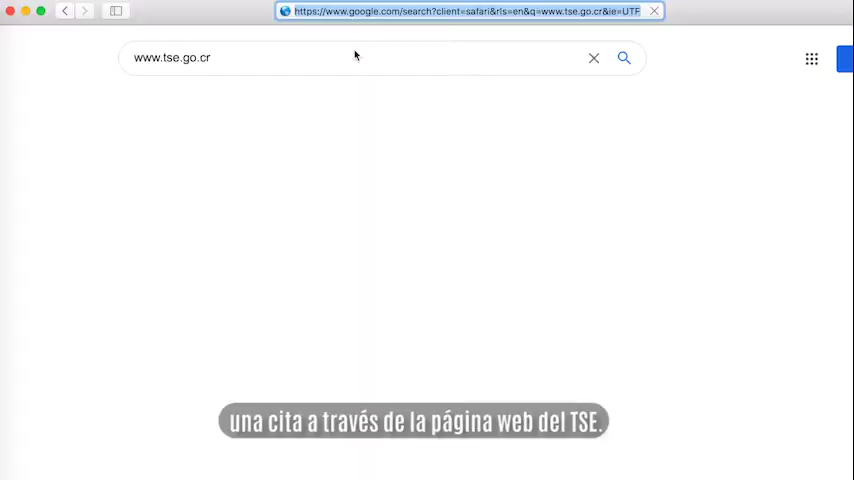 https://www.google.com/search?client=safari&rls=en&q=www.tse.go.cr&ie=UTF
www.tse.go.cr
una cita a través de la página web del TSE.